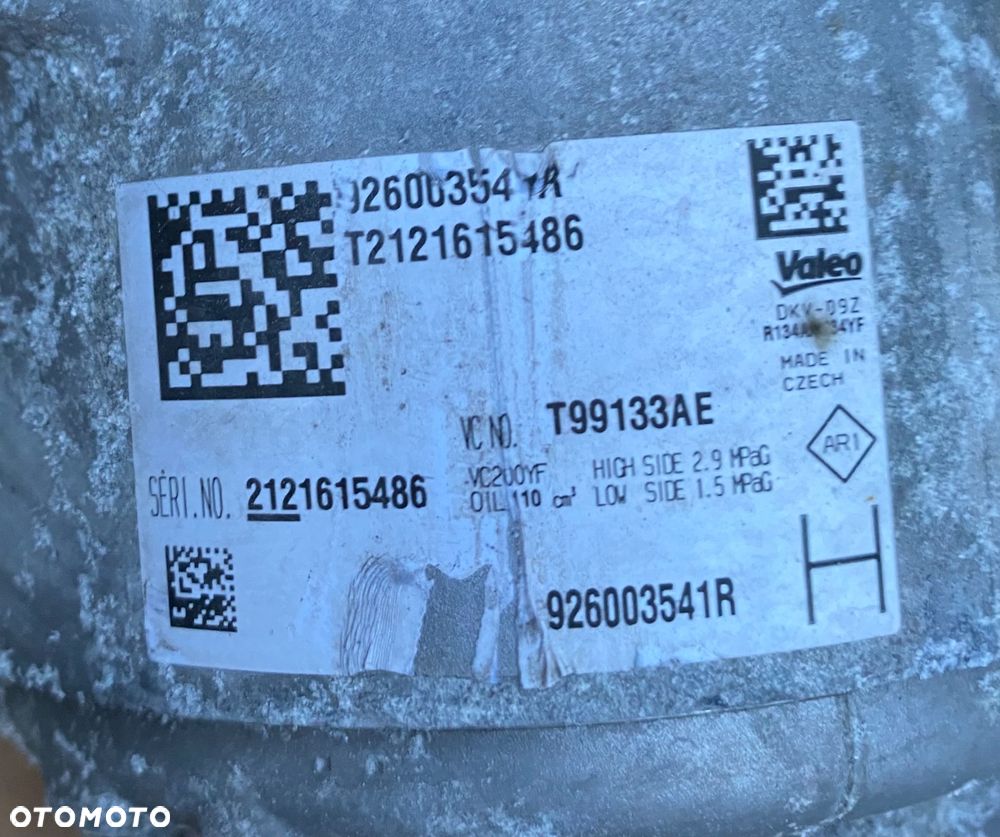 T2121615486
Valeo
DKV-09Z
MADE IN
CZECH
VC NO. T99133AE
AR1
VC200YF HIGH SIDE 2.9 MPaG
SÉRI.NO. 2121615486 OIL 110 cm³ LOW SIDE 1.5 MPaG
H
926003541R
OTOMOTO